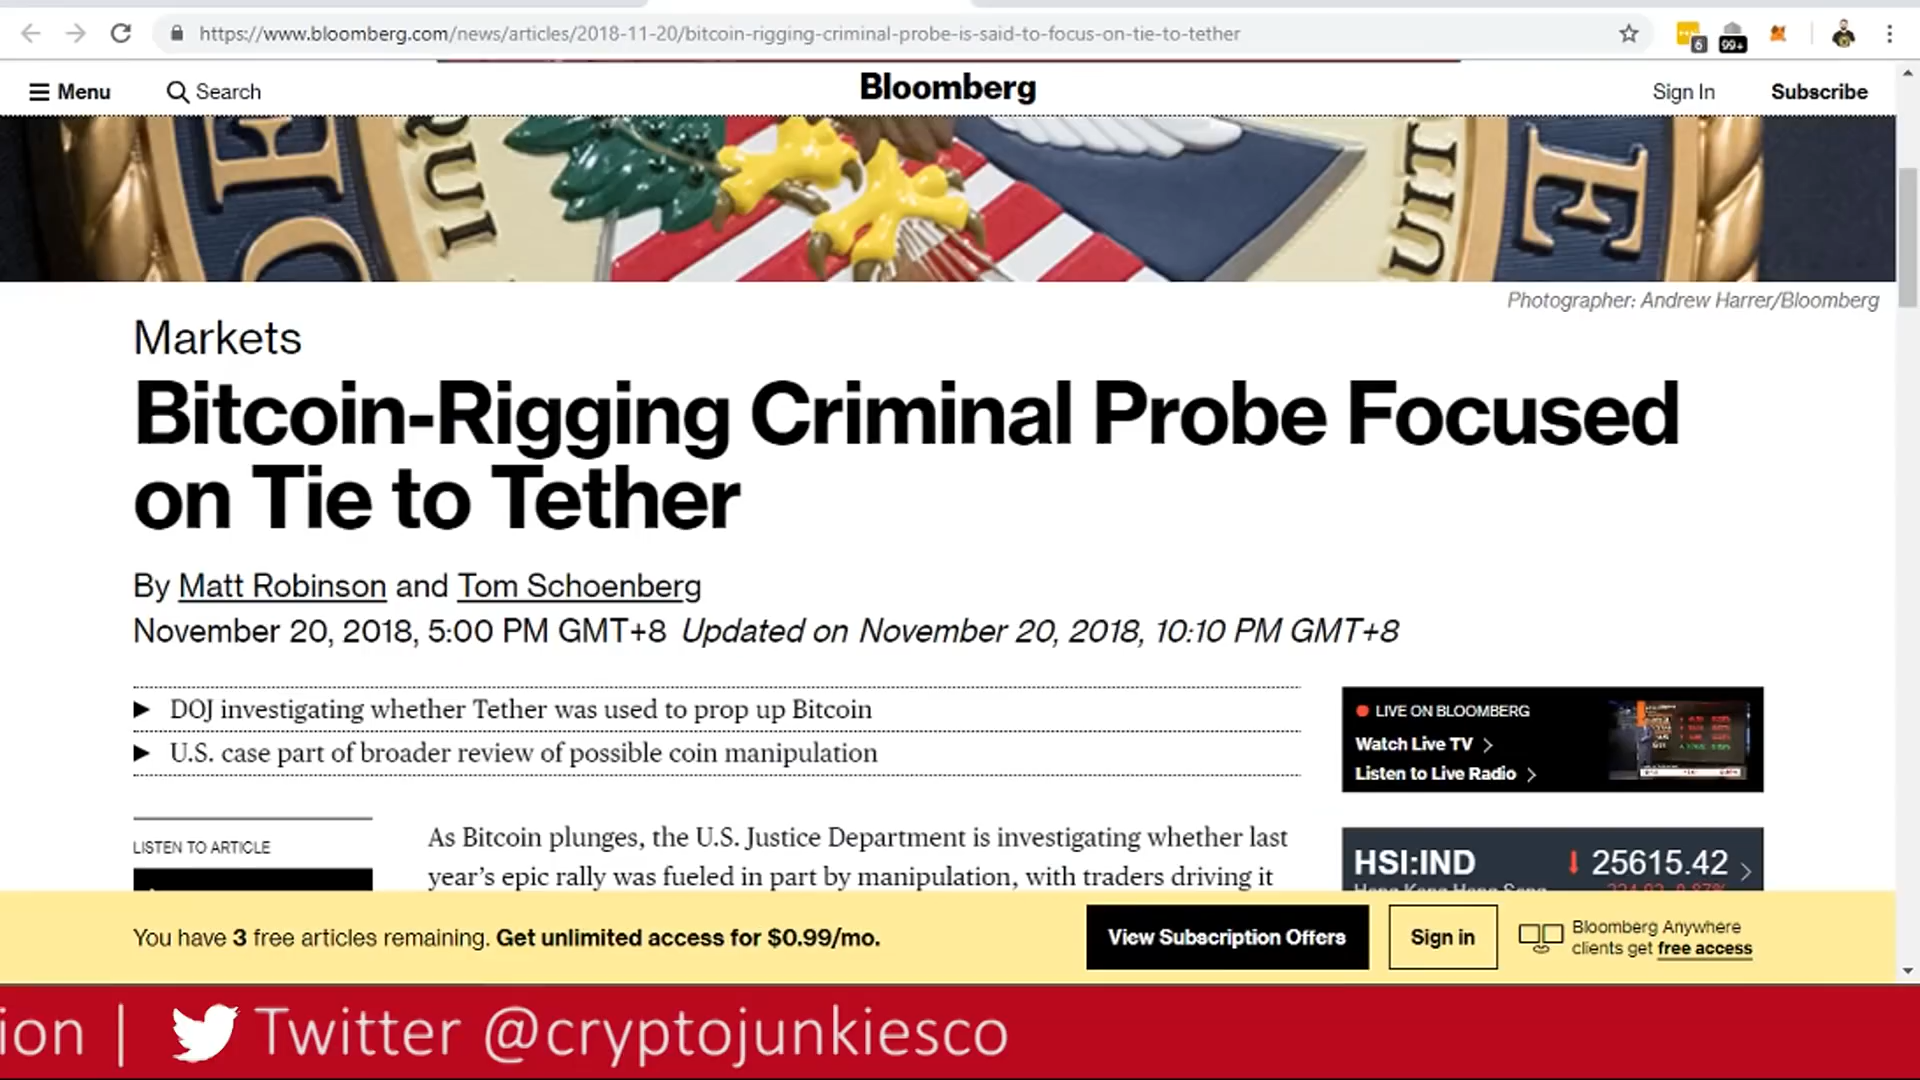 https://www.bloomberg.com/news/articles/2018-11-20/bitcoin-rigging-criminal-probe-is-said-to-focus-on-tie-to-tether
6
99+
Menu
Search
Bloomberg
Sign In
Subscribe
DE
QUI
QUI
E
Photographer: Andrew Harrer/Bloomberg
Markets
Bitcoin-Rigging Criminal Probe Focused
on Tie to Tether
By Matt Robinson and Tom Schoenberg
November 20, 2018, 5:00 PM GMT+8 Updated on November 20, 2018, 10:10 PM GMT+8
DOJ investigating whether Tether was used to prop up Bitcoin
U.S. case part of broader review of possible coin manipulation
LIVE ON BLOOMBERG
Watch Live TV
Listen to Live Radio
LISTEN TO ARTICLE
As Bitcoin plunges, the U.S. Justice Department is investigating whether last
year's epic rally was fueled in part by manipulation, with traders driving it
HSI:IND
25615.42
You have 3 free articles remaining. Get unlimited access for $0.99/mo.
View Subscription Offers
Sign in
Bloomberg Anywhere
clients get free access
ion | Twitter @cryptojunkiesco